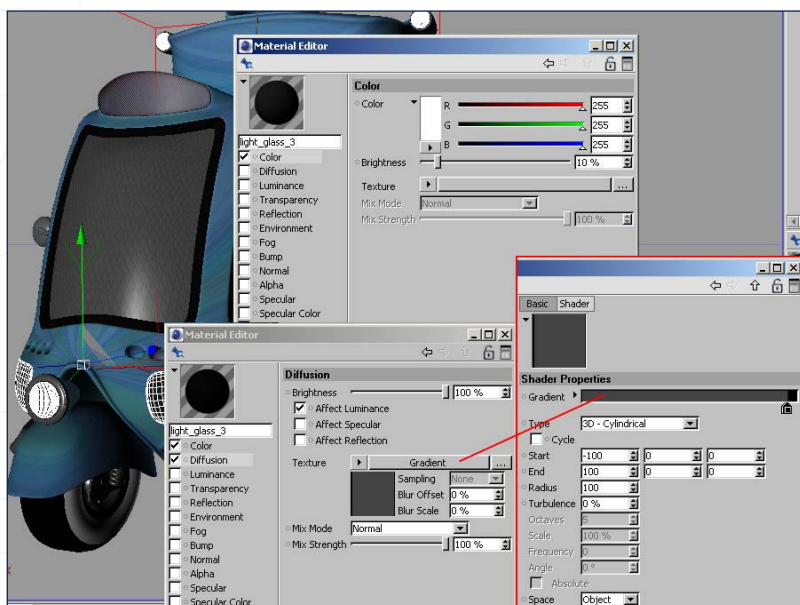 Material Editor
Color
light_glass_3
Color
Diffusion
Luminance
Transparency
Reflection
Environment
Fog
Bump
Normal
Alpha
Specular
Specular Color
Color
R 255
G 255
B 255
Brightness 10 %
Texture ...
Mix Mode Normal
Mix Strength 100 %
Material Editor
Diffusion
light_glass_3
Color
Diffusion
Luminance
Transparency
Reflection
Environment
Fog
Bump
Normal
Alpha
Specular
Specular Color
Brightness 100 %
Affect Luminance
Affect Specular
Affect Reflection
Texture Gradient ...
Sampling None
Blur Offset 0 %
Blur Scale 0 %
Mix Mode Normal
Mix Strength 100 %
Basic Shader
Shader Properties
Gradient
Type 3D - Cylindrical
Cycle
Start -100 0 0
End 100 0 0
Radius 100
Turbulence 0 %
Octaves 5
Scale 100 %
Frequency 0
Angle 0 °
Absolute
Space Object